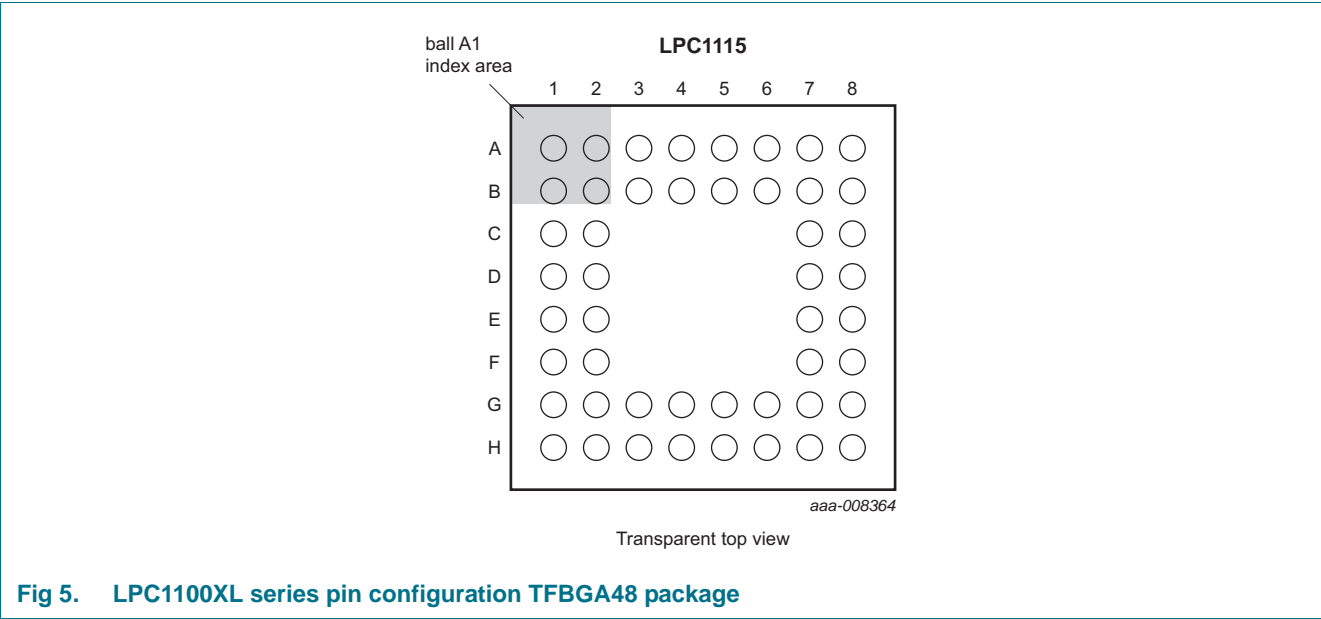 ball A1
index area
LPC1115
1 2 3 4 5 6 7 8
A
B
C
D
E
F
G
H
aaa-008364
Transparent top view
Fig 5. LPC1100XL series pin configuration TFBGA48 package